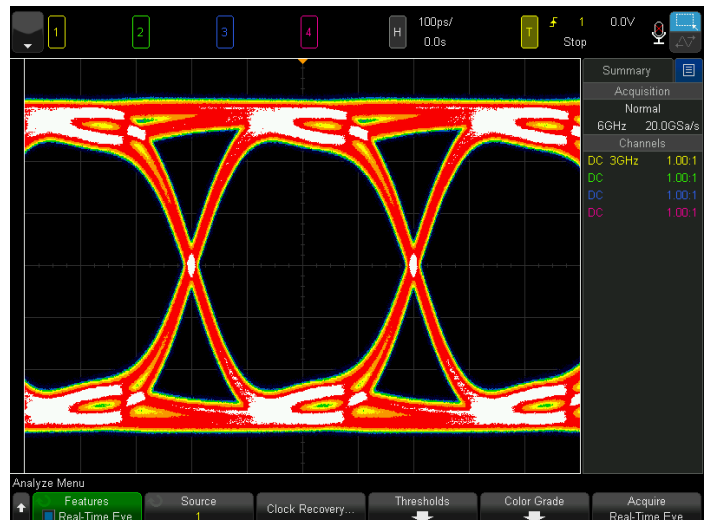 1 2 3 4 H 100ps/ 0.0s T 1 0.0V Stop
Summary
Acquisition
Normal
6GHz 20.0GSa/s
Channels
DC 3GHz 1.00:1
DC 1.00:1
DC 1.00:1
DC 1.00:1
Analyze Menu
Features Source Clock Recovery... Thresholds Color Grade Acquire
Real-Time Eye 1 Real-Time Eye